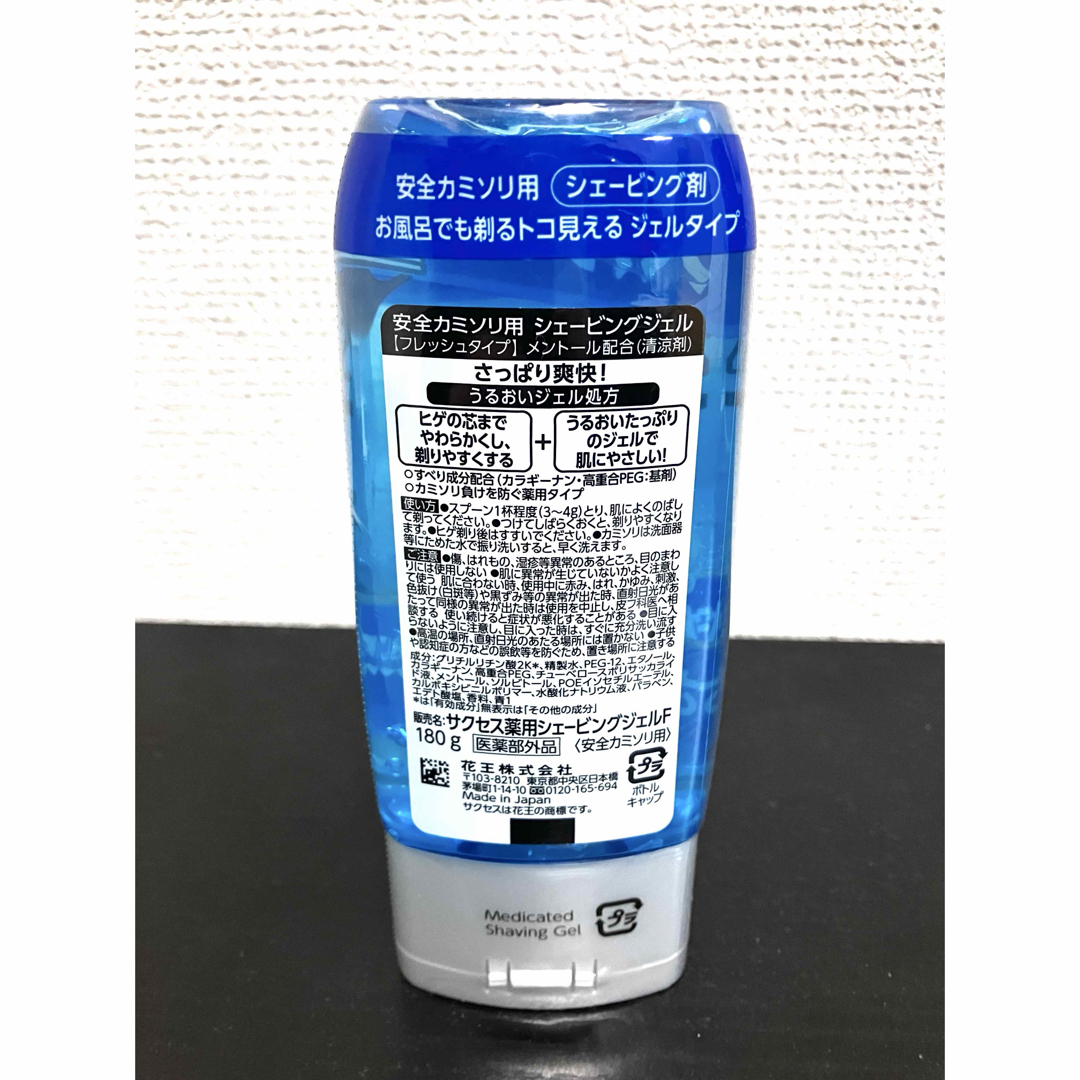 安全カミソリ用 シェービング剤
お風呂でも剃るトコ見える ジェルタイプ
安全カミソリ用 シェービングジェル
【フレッシュタイプ】 メントール配合(清涼剤)
さっぱり爽快!
うるおいジェル処方
ヒゲの芯まで
やわらかくし、
剃りやすくする
+
うるおいたっぷり
のジェルで
肌にやさしい!
○すべり成分配合(カラギーナン・高重合PEG:基剤)
○カミソリ負けを防ぐ薬用タイプ
使い方 ●スプーン1杯程度(3~4g)とり、肌によくのばし
て剃ってください。●つけてしばらくおくと、剃りやすくなり
ます。●ヒゲ剃り後はすすいでください。●カミソリは洗面器
等にためた水で振り洗いすると、早く洗えます。
ご注意 ●傷、はれもの、湿疹等異常のあるところ、目のまわ
りには使用しない ●肌に異常が生じていないかよく注意し
て使う 肌に合わない時、使用中に赤み、はれ、かゆみ、刺激、
色抜け(白斑等)や黒ずみ等の異常が出た時、直射日光があ
たって同様の異常が出た時は使用を中止し、皮フ科医へ相
談する 使い続けると症状が悪化することがある ●目に入
らないように注意し、目に入った時は、すぐに充分洗い流す
●高温の場所、直射日光のあたる場所には置かない ●子供
や認知症の方などの誤飲等を防ぐため、置き場所に注意する
成分:グリチルリチン酸2K*、精製水、PEG-12、エタノール、
カラギーナン、高重合PEG、チューベロースポリサッカライ
ド液、メントール、ソルビトール、POEイソセチルエーテル、
カルボキシビニルポリマー、水酸化ナトリウム液、パラベン、
エデト酸塩、香料、青1
*は「有効成分」無表示は「その他の成分」
販売名:サクセス薬用シェービングジェルF
180g 医薬部外品 〈安全カミソリ用〉
花王株式会社
〒103-8210 東京都中央区日本橋
茅場町1-14-10 0120-165-694
Made in Japan
サクセスは花王の商標です。
プラ
ボトル
キャップ
Medicated
Shaving Gel
プラ